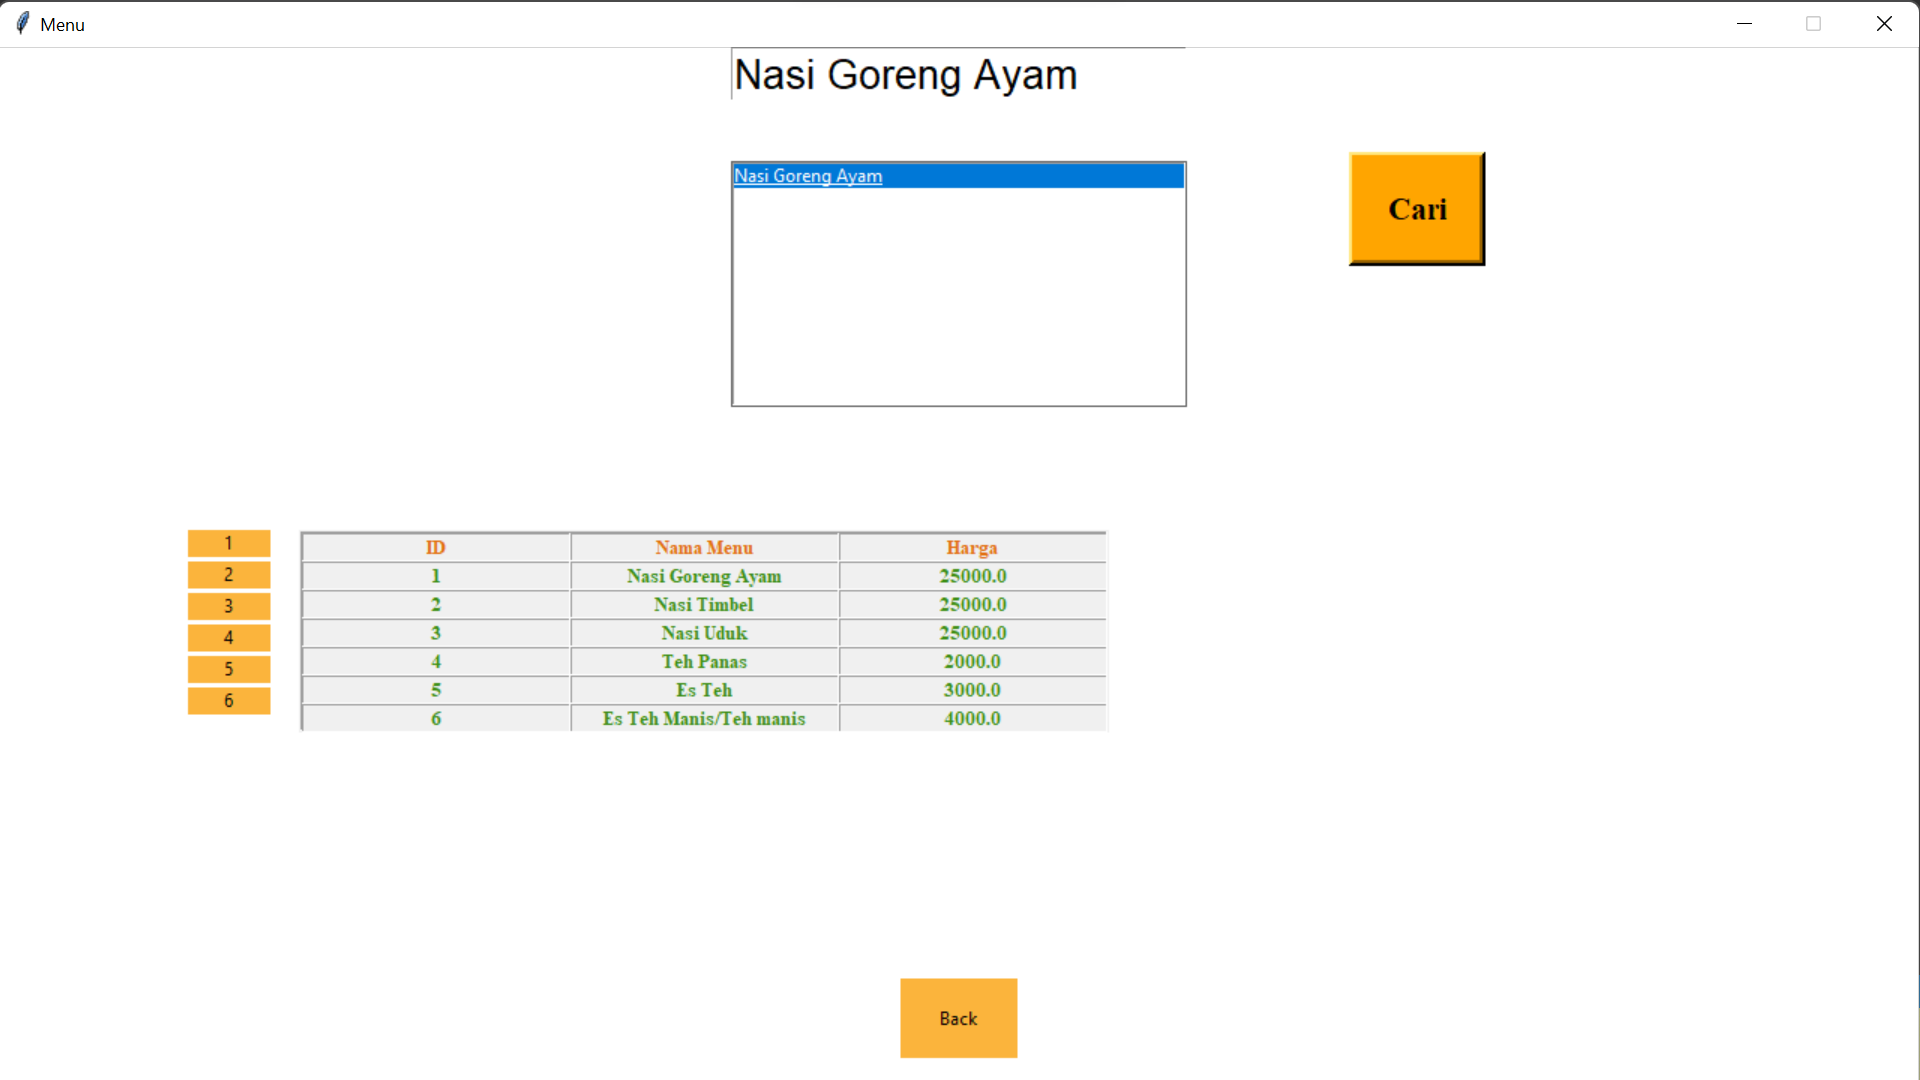 Menu
Nasi Goreng Ayam
Nasi Goreng Ayam
Cari
1
2
3
4
5
6
ID Nama Menu Harga
1 Nasi Goreng Ayam 25000.0
2 Nasi Timbel 25000.0
3 Nasi Uduk 25000.0
4 Teh Panas 2000.0
5 Es Teh 3000.0
6 Es Teh Manis/Teh manis 4000.0
Back